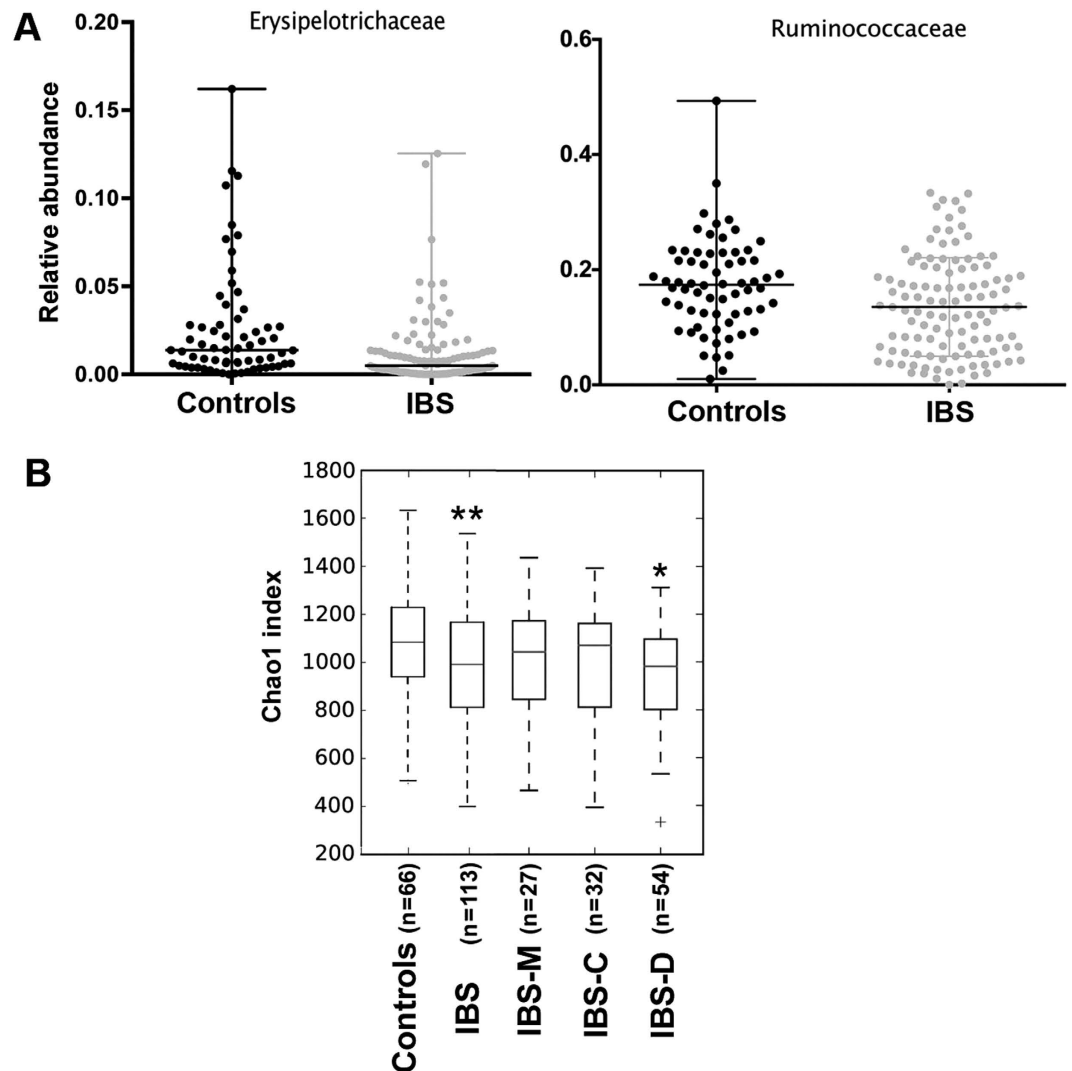 A
Erysipelotrichaceae
Relative abundance
0.20
0.15
0.10
0.05
0.00
Controls
IBS
Ruminococcaceae
0.6
0.4
0.2
0.0
Controls
IBS
B
Chao1 index
1800
1600
1400
1200
1000
800
600
400
200
**
*
Controls (n=66)
IBS (n=113)
IBS-M (n=27)
IBS-C (n=32)
IBS-D (n=54)